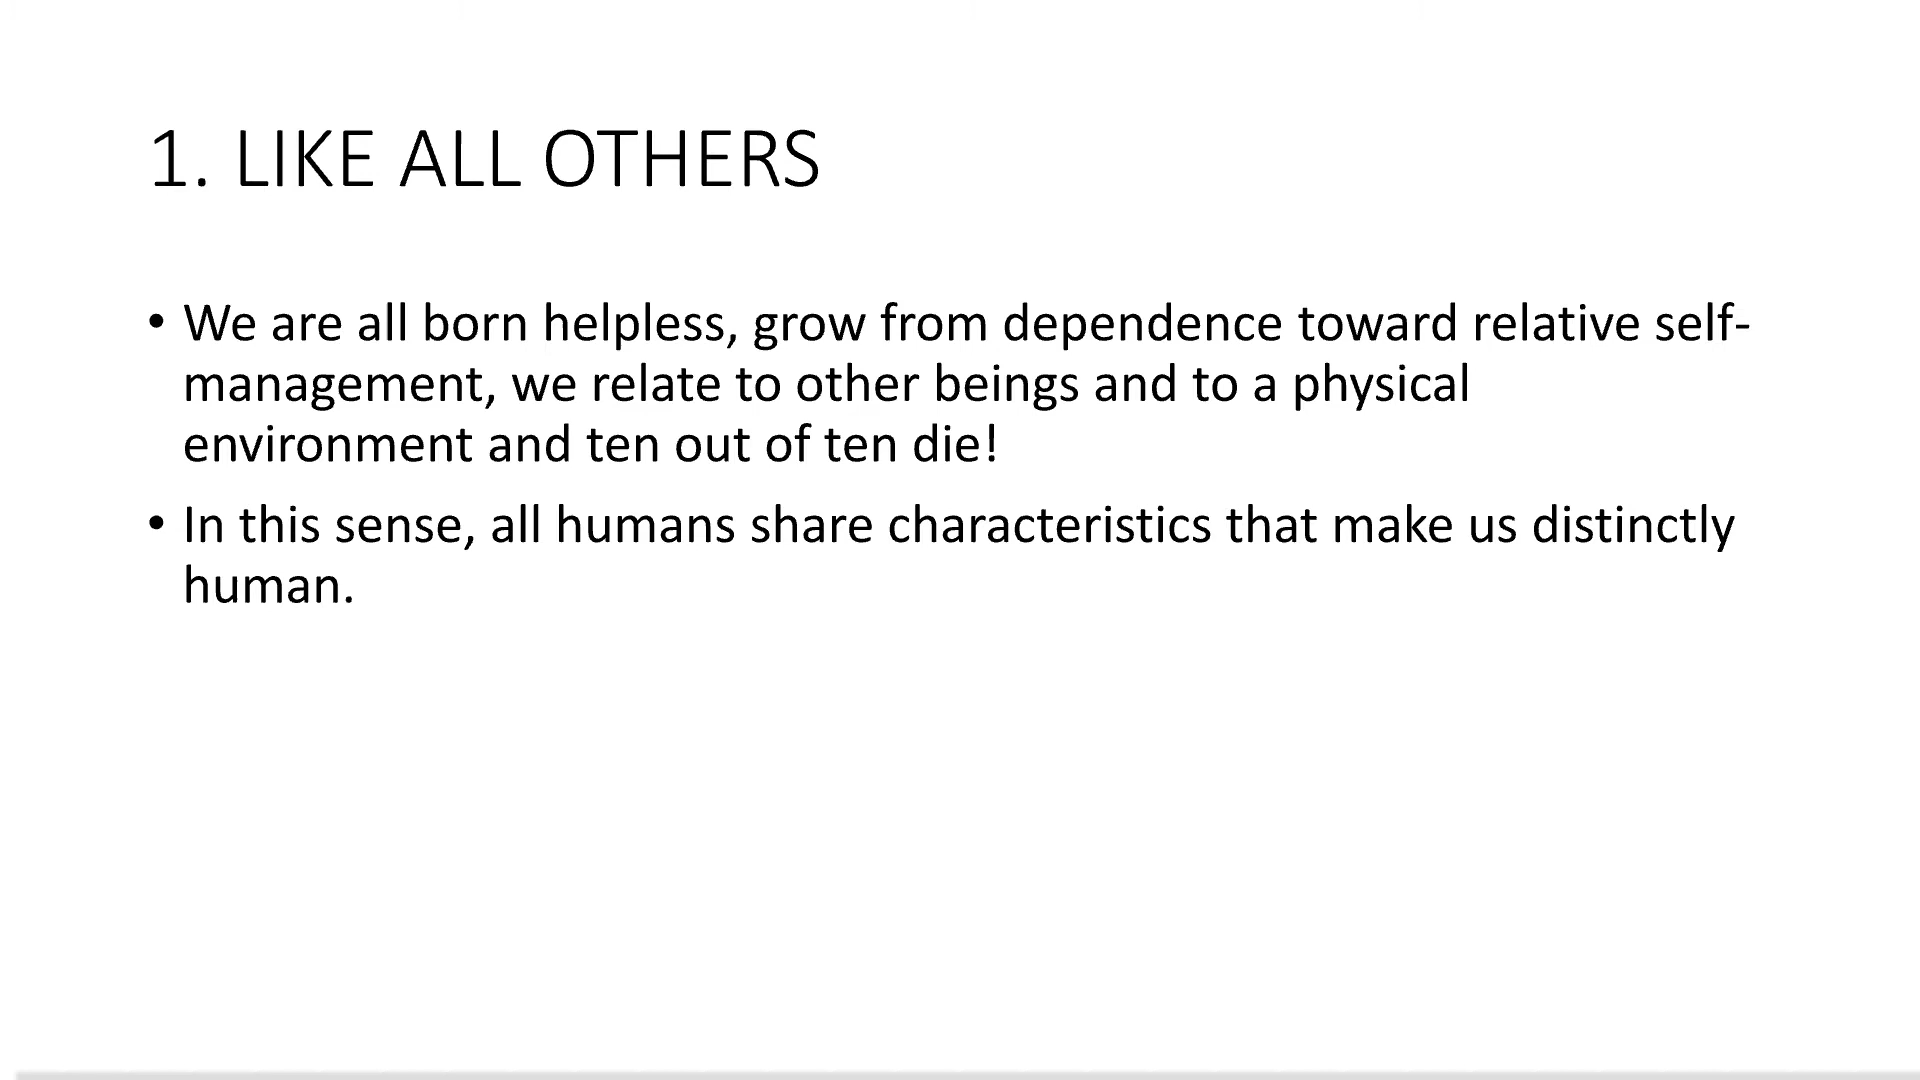 1. LIKE ALL OTHERS
• We are all born helpless, grow from dependence toward relative self-
management, we relate to other beings and to a physical
environment and ten out of ten die!
• In this sense, all humans share characteristics that make us distinctly
human.